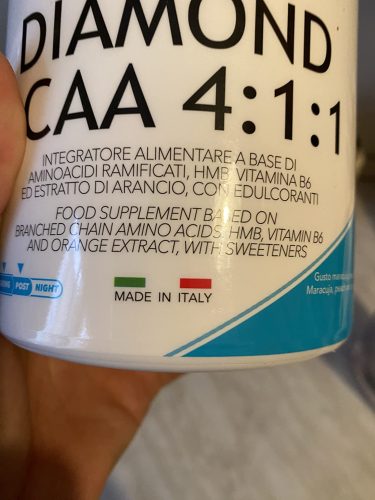 DIAMOND
CAA 4:1:1
INTEGRATORE ALIMENTARE A BASE DI
AMINOACIDI RAMIFICATI, HMB, VITAMINA B6
ED ESTRATTO DI ARANCIO, CON EDULCORANTI
FOOD SUPPLEMENT BASED ON
BRANCHED CHAIN AMINO ACIDS, HMB, VITAMIN B6
AND ORANGE EXTRACT, WITH SWEETENERS
POST NIGHT
MADE IN ITALY
Gusto
Maracuja,